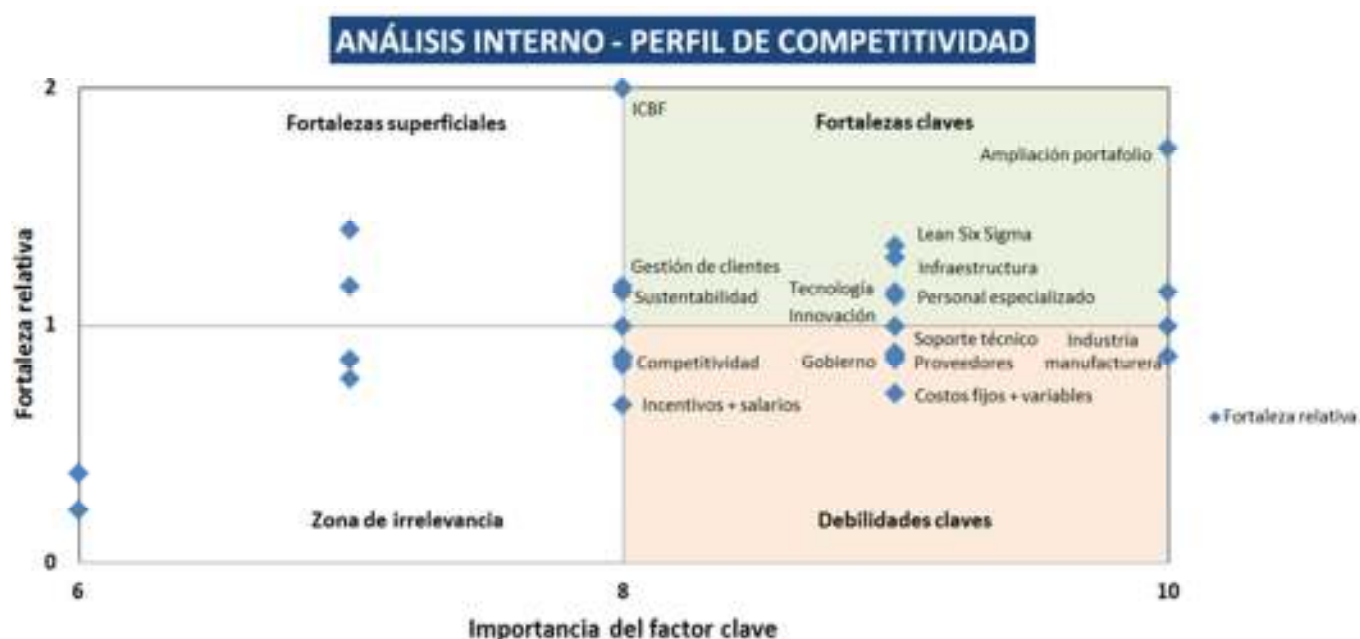 ANÁLISIS INTERNO - PERFIL DE COMPETITIVIDAD
2
Fortalezas superficiales
ICBF
Fortalezas claves
Ampliación portafolio
Lean Six Sigma
Gestión de clientes
Infraestructura
Tecnología
Sustentabilidad
Personal especializado
Innovación
1
Soporte técnico
Industria
Competitividad
Gobierno
Proveedores
manufacturera
Incentivos + salarios
Costos fijos + variables
Fortaleza relativa
Fortaleza relativa
Zona de irrelevancia
Debilidades claves
0
6
8
10
Importancia del factor clave